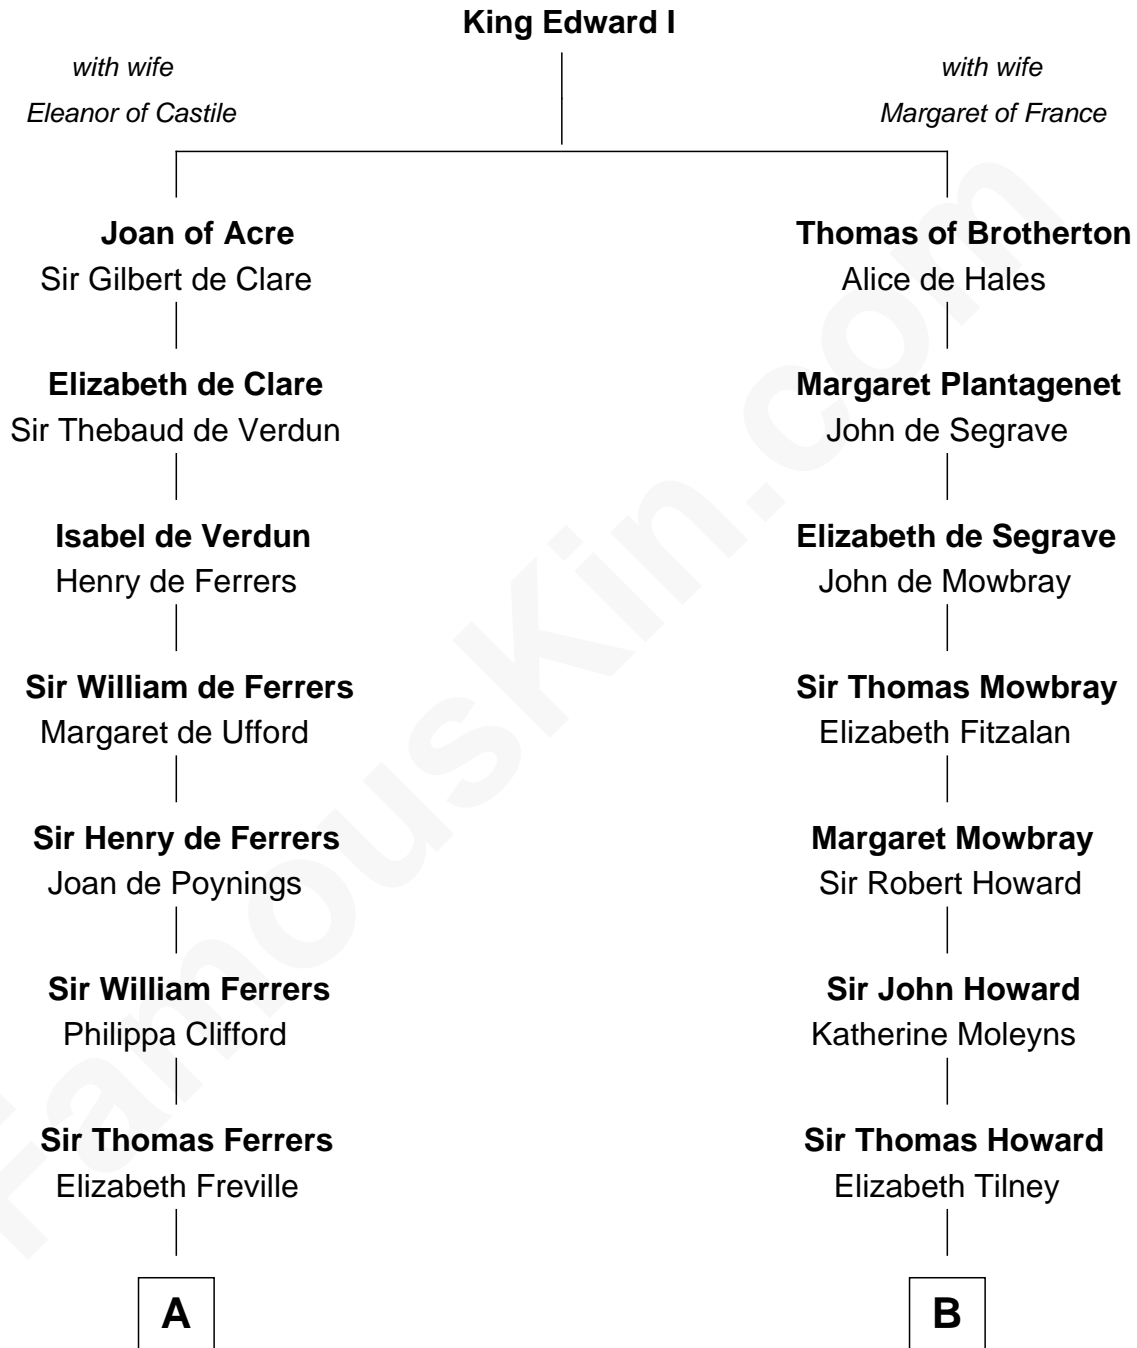 King Edward I
with wife
Eleanor of Castile
with wife
Margaret of France
Joan of Acre
Sir Gilbert de Clare
Thomas of Brotherton
Alice de Hales
Elizabeth de Clare
Sir Thebaud de Verdun
Margaret Plantagenet
John de Segrave
Isabel de Verdun
Henry de Ferrers
Elizabeth de Segrave
John de Mowbray
Sir William de Ferrers
Margaret de Ufford
Sir Thomas Mowbray
Elizabeth Fitzalan
Sir Henry de Ferrers
Joan de Poynings
Margaret Mowbray
Sir Robert Howard
Sir William Ferrers
Philippa Clifford
Sir John Howard
Katherine Moleyns
Sir Thomas Ferrers
Elizabeth Freville
Sir Thomas Howard
Elizabeth Tilney
A
B
FamousKin.com